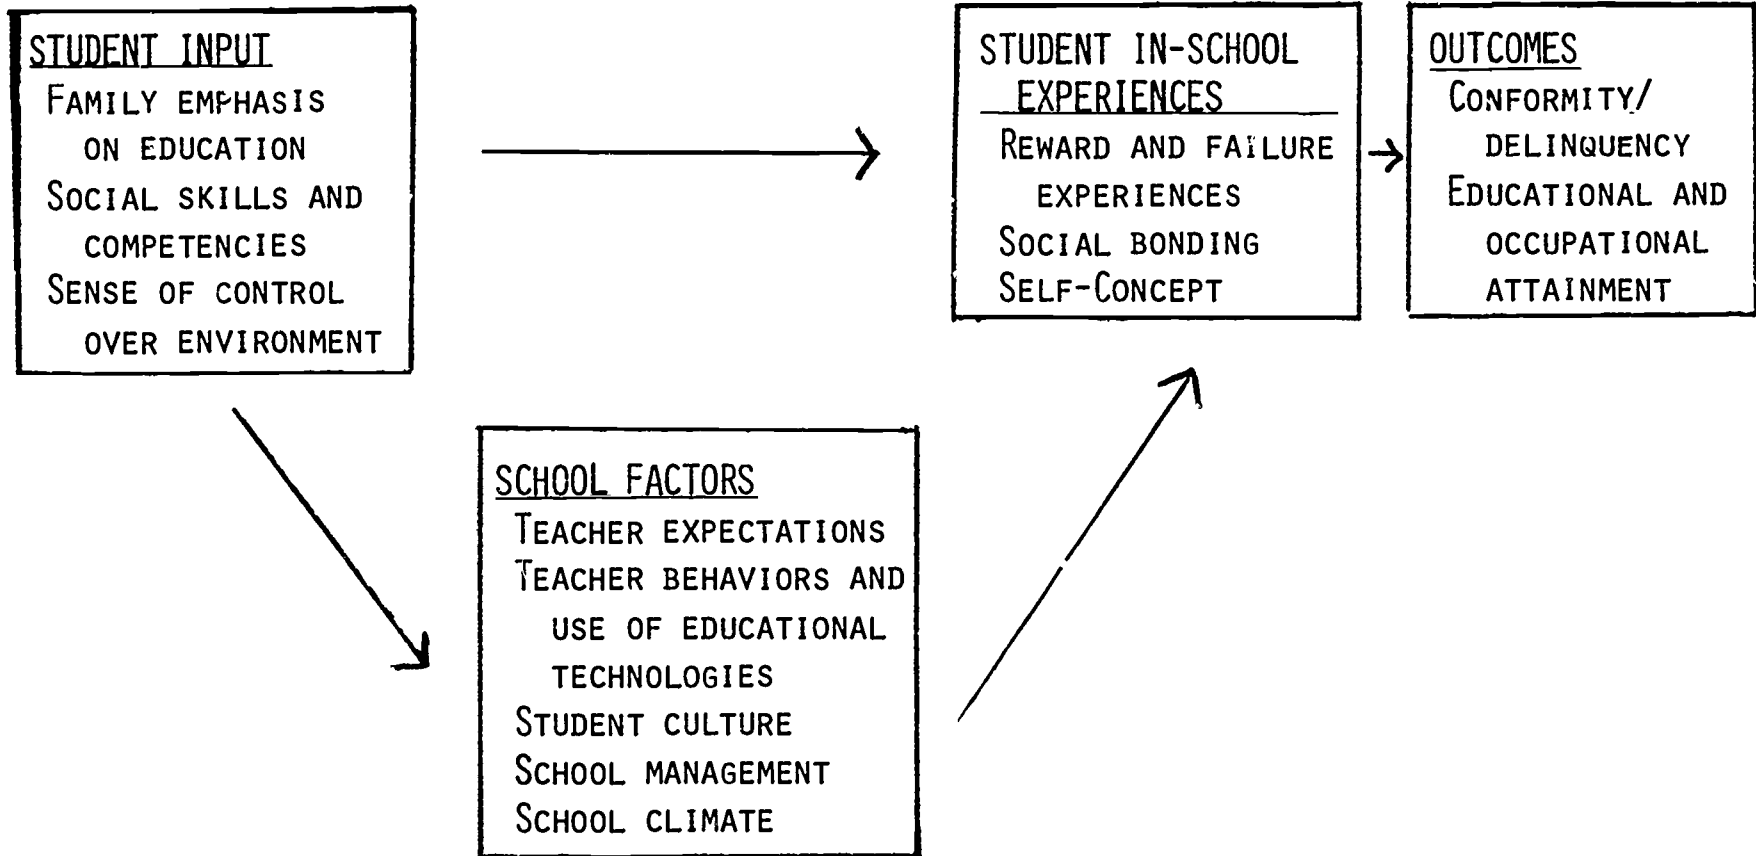 STUDENT INPUT
FAMILY EMPHASIS
ON EDUCATION
SOCIAL SKILLS AND
COMPETENCIES
SENSE OF CONTROL
OVER ENVIRONMENT
SCHOOL FACTORS
TEACHER EXPECTATIONS
TEACHER BEHAVIORS AND
USE OF EDUCATIONAL
TECHNOLOGIES
STUDENT CULTURE
SCHOOL MANAGEMENT
SCHOOL CLIMATE
STUDENT IN-SCHOOL
EXPERIENCES
REWARD AND FAILURE
EXPERIENCES
SOCIAL BONDING
SELF-CONCEPT
OUTCOMES
CONFORMITY/
DELINQUENCY
EDUCATIONAL AND
OCCUPATIONAL
ATTAINMENT